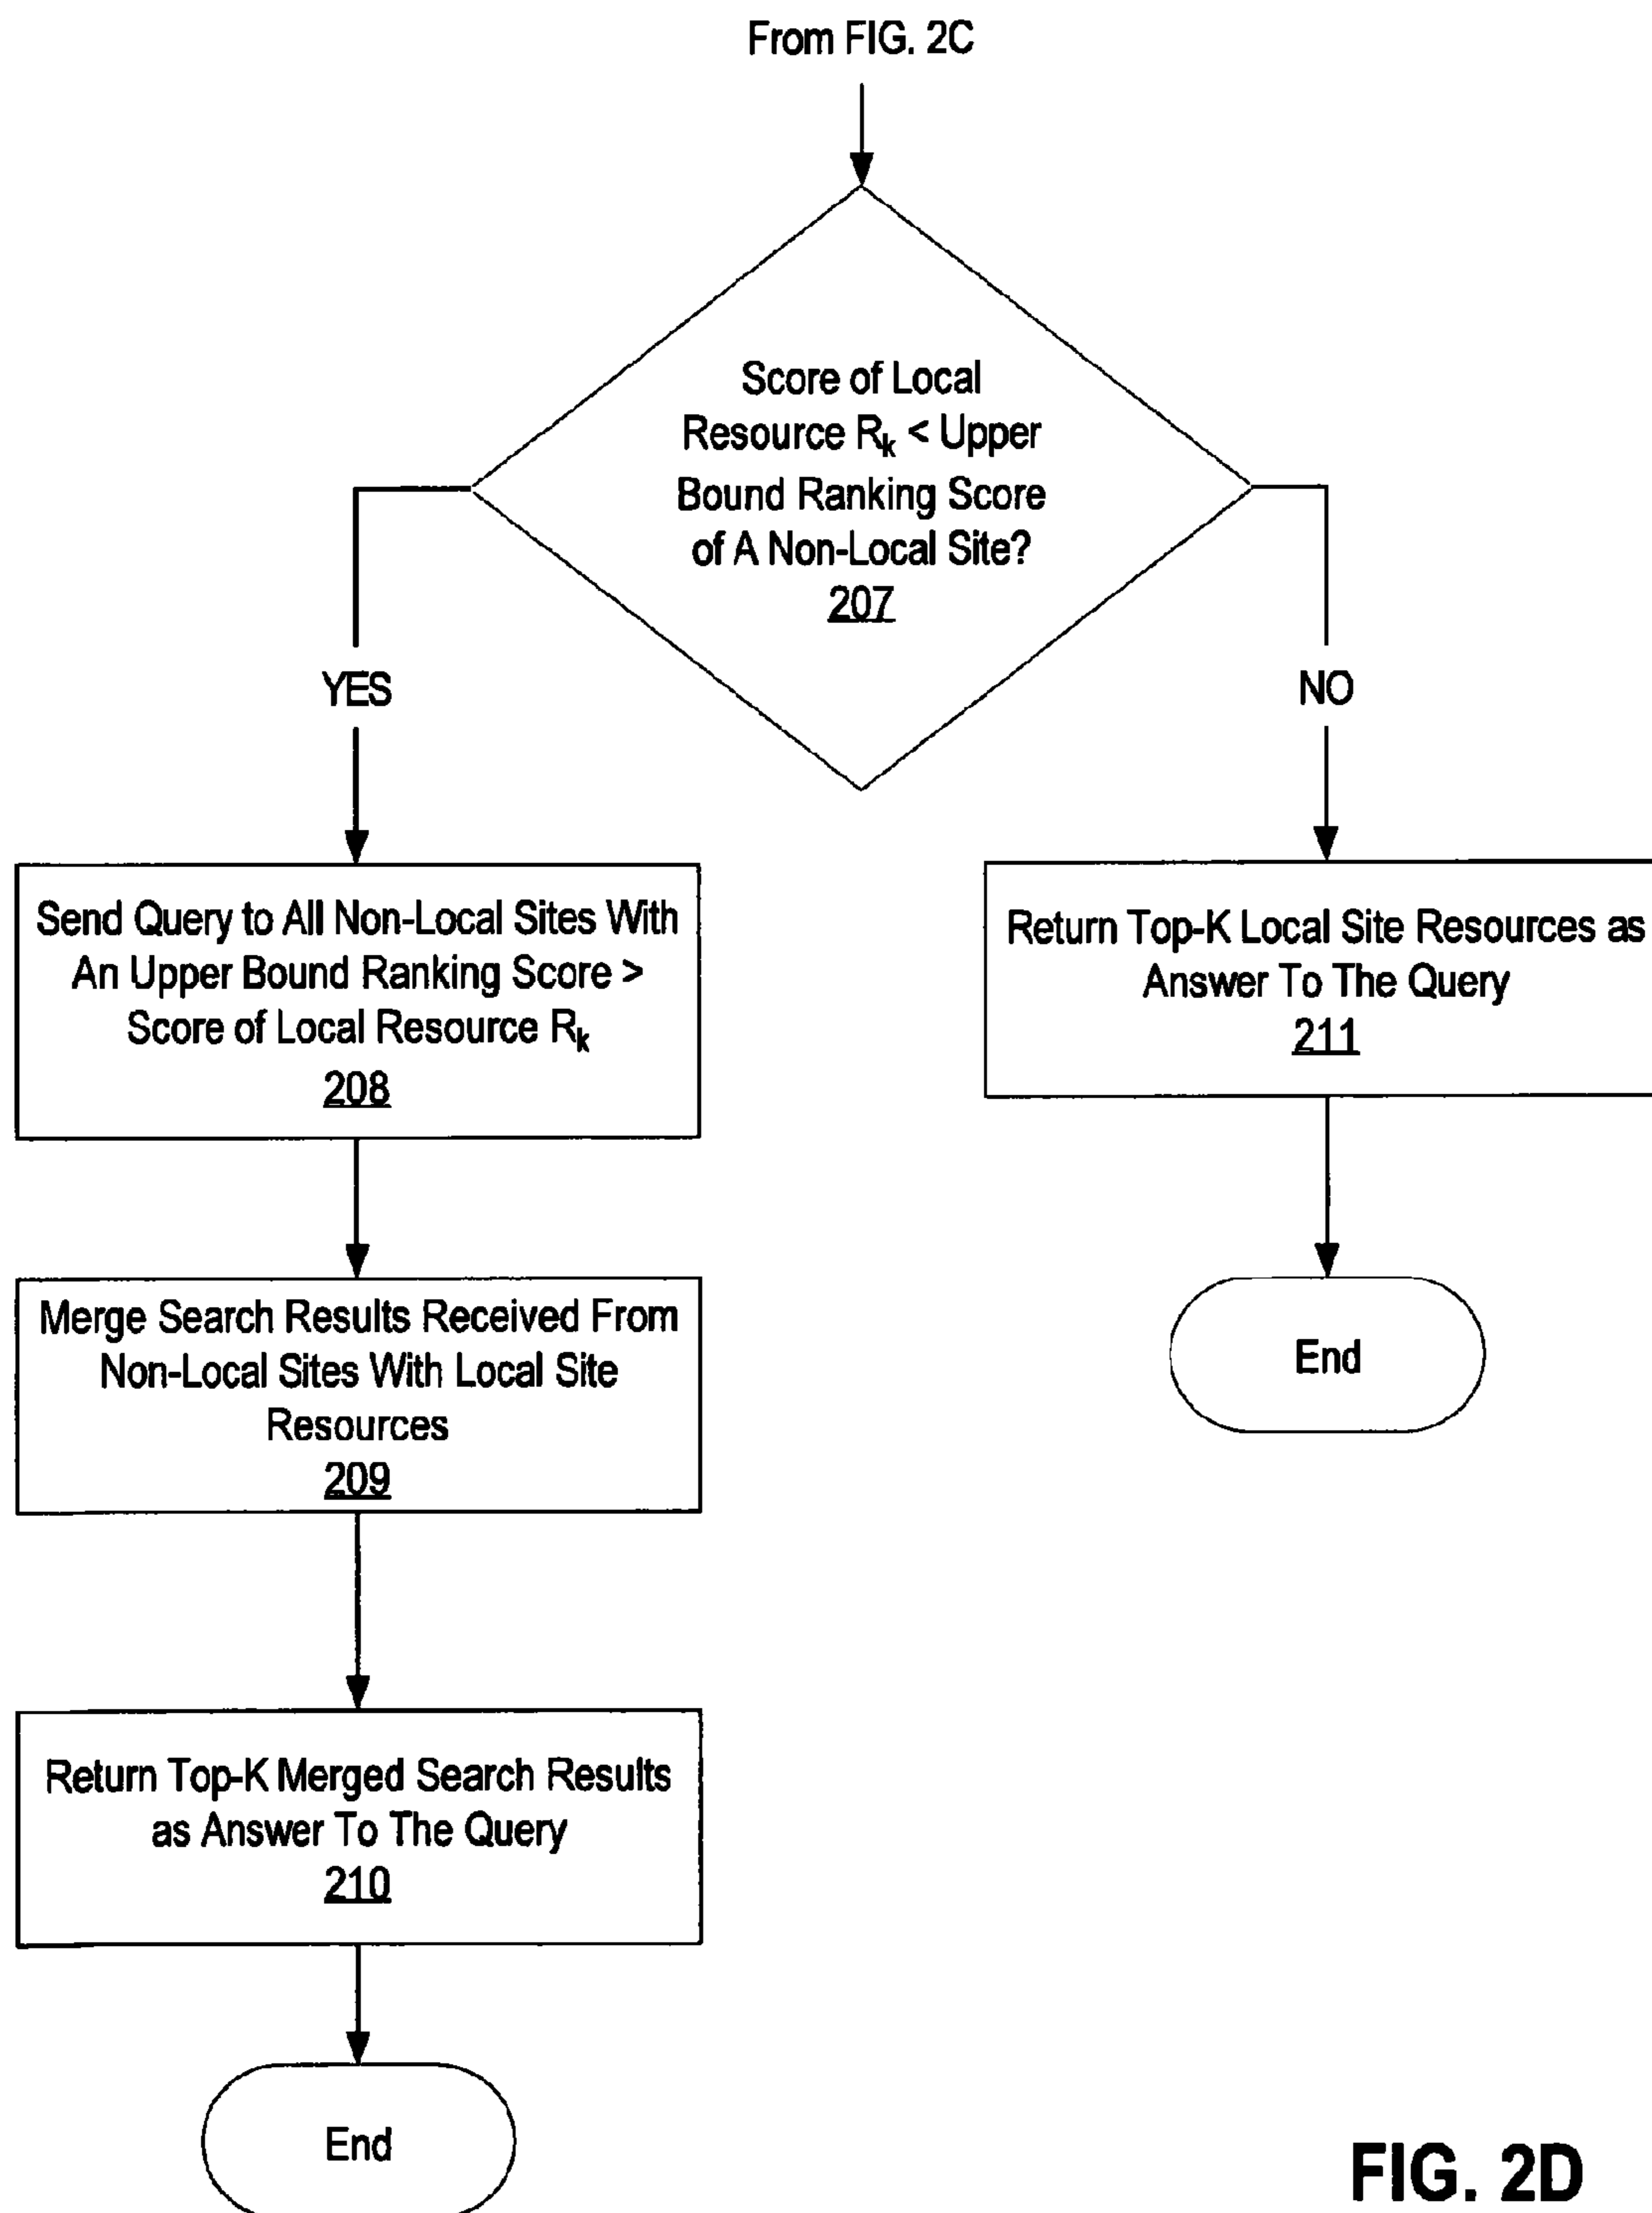 From FIG. 2C
Score of Local
Resource Rk < Upper
Bound Ranking Score
of A Non-Local Site?
207
YES
NO
Send Query to All Non-Local Sites With
An Upper Bound Ranking Score >
Score of Local Resource Rk
208
Return Top-K Local Site Resources as
Answer To The Query
211
Merge Search Results Received From
Non-Local Sites With Local Site
Resources
209
End
Return Top-K Merged Search Results
as Answer To The Query
210
End
FIG. 2D